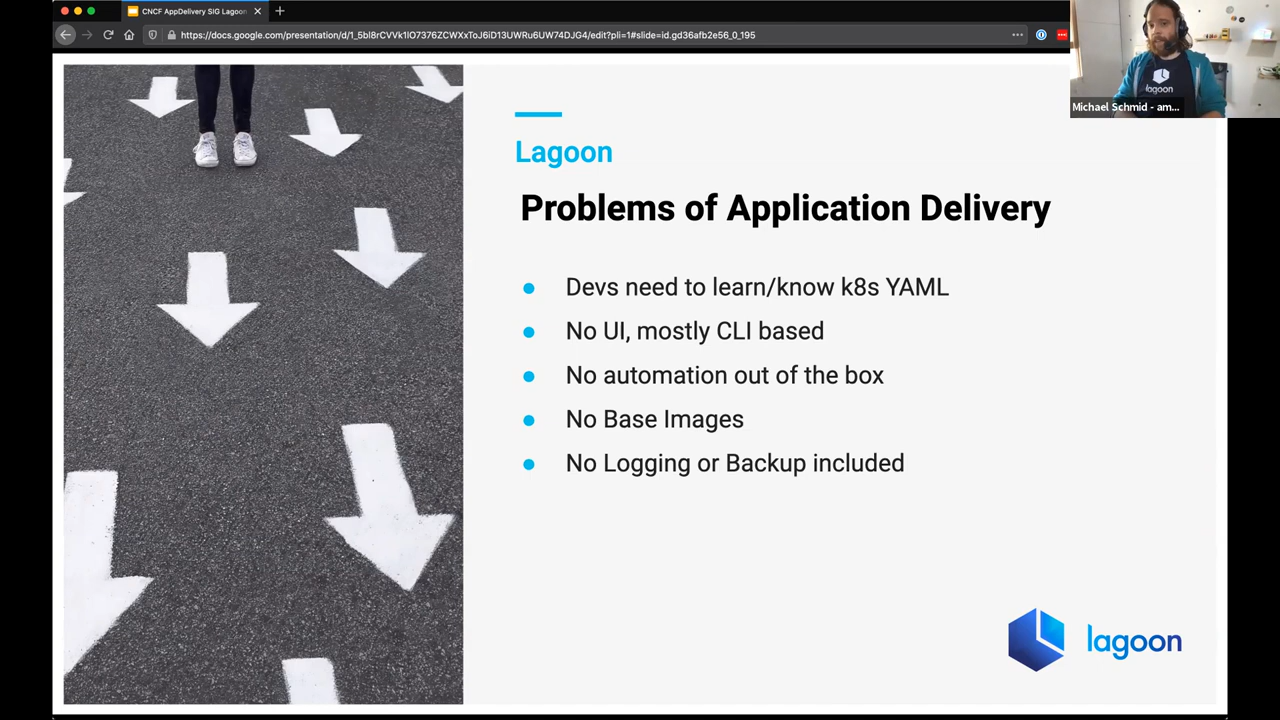 CNCF AppDelivery SIG Lagoon
https://docs.google.com/presentation/d/1_5bl8rCVVk1lO7376ZCWXxToJ6iD13UWRu6UW74DJG4/edit?pli=1#slide=id.gd36afb2e56_0_195
lagoon
Michael Schmid - am...
Lagoon
Problems of Application Delivery
Devs need to learn/know k8s YAML
No UI, mostly CLI based
No automation out of the box
No Base Images
No Logging or Backup included
lagoon